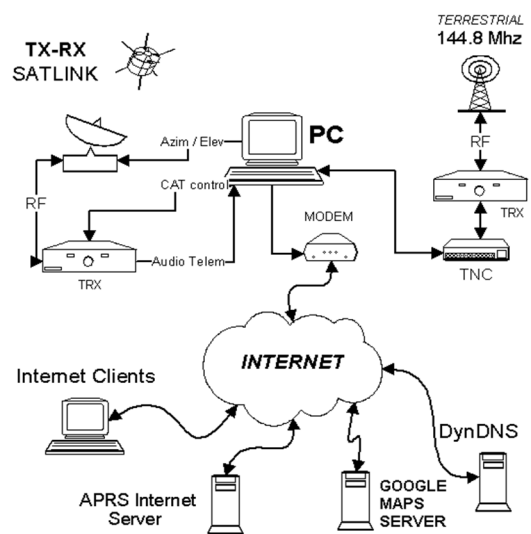 TERRESTRIAL
144.8 Mhz
TX-RX
SATLINK
PC
Azim / Elev
RF
CAT control
RF
TRX
MODEM
Audio Telem
TRX
TNC
INTERNET
Internet Clients
DynDNS
APRS Internet
Server
GOOGLE
MAPS
SERVER